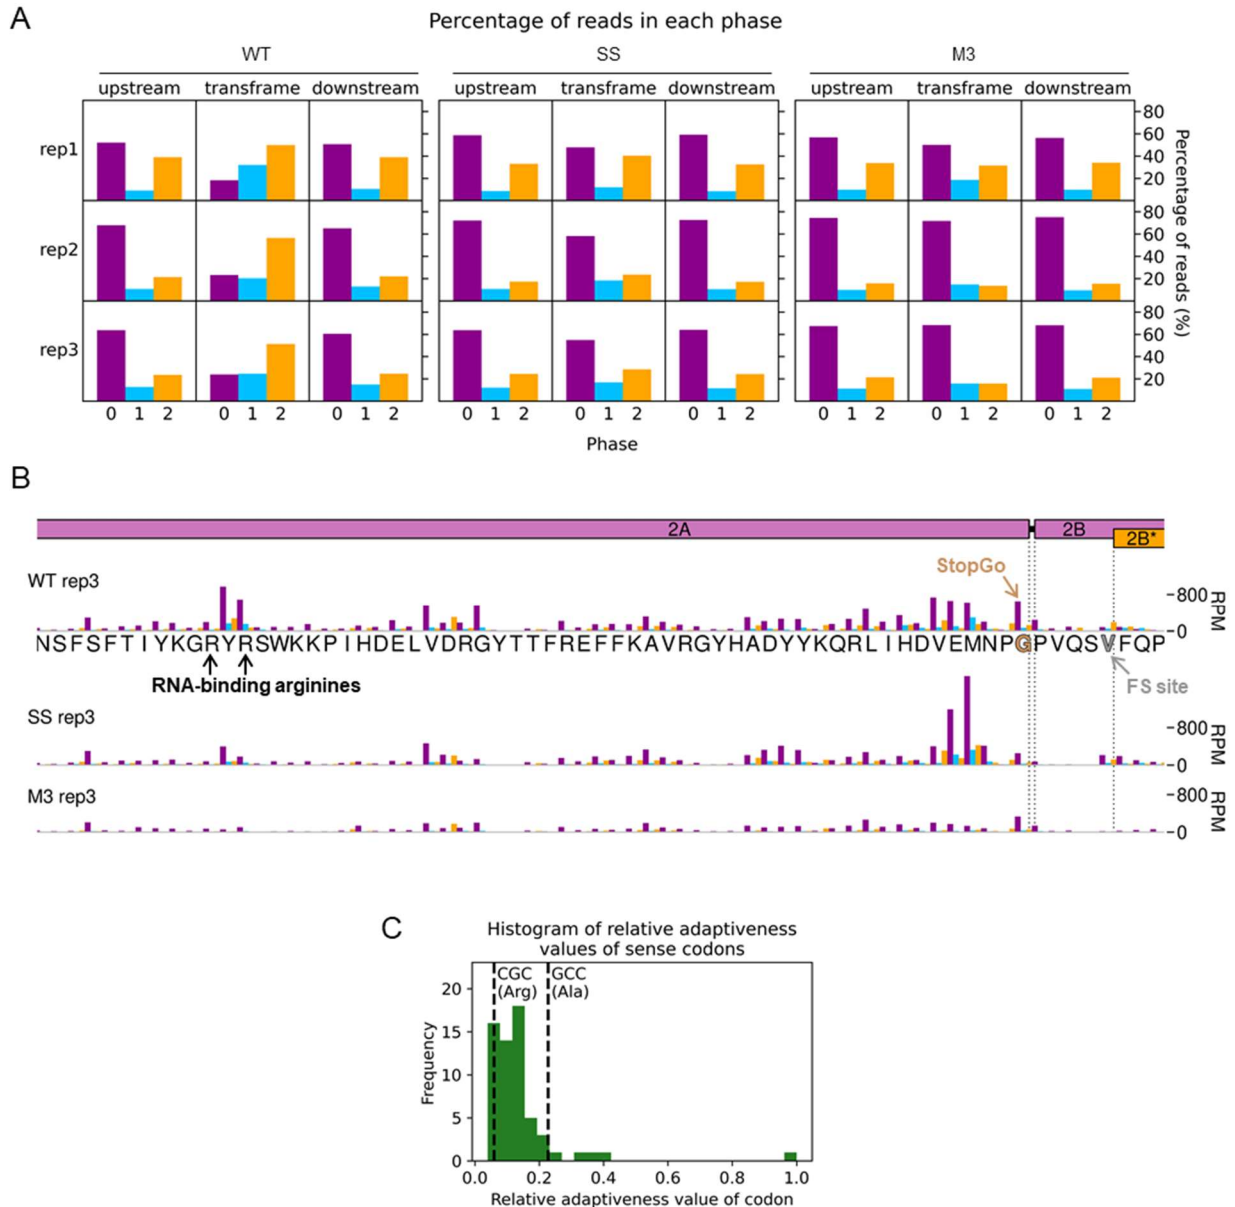 A
Percentage of reads in each phase
WT SS M3
upstream transframe downstream upstream transframe downstream upstream transframe downstream
rep1
80
60
40
20
rep2
80
60
40
20
rep3
80
60
40
20
Percentage of reads (%)
0 1 2 0 1 2 0 1 2 0 1 2 0 1 2 0 1 2 0 1 2 0 1 2 0 1 2
Phase
B
2A 2B
2B*
StopGo
WT rep3
800
0
RPM
NSFSFTIYKGRYRSWKKPIHDELVDRGYTTFREFFKAVRGYHADYYKQRLIHDVEMNPGPVQSVFQP
RNA-binding arginines
FS site
SS rep3
800
0
RPM
M3 rep3
800
0
RPM
C
Histogram of relative adaptiveness
values of sense codons
CGC GCC
(Arg) (Ala)
20
15
10
5
0
Frequency
0.0 0.2 0.4 0.6 0.8 1.0
Relative adaptiveness value of codon